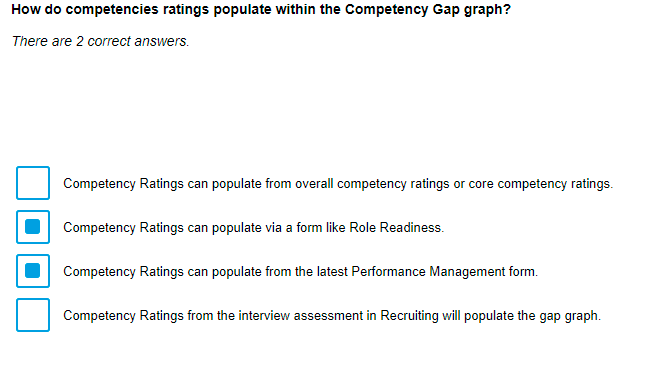 How do competencies ratings populate within the Competency Gap graph?
There are 2 correct answers.
Competency Ratings can populate from overall competency ratings or core competency ratings.
Competency Ratings can populate via a form like Role Readiness.
Competency Ratings can populate from the latest Performance Management form.
Competency Ratings from the interview assessment in Recruiting will populate the gap graph.